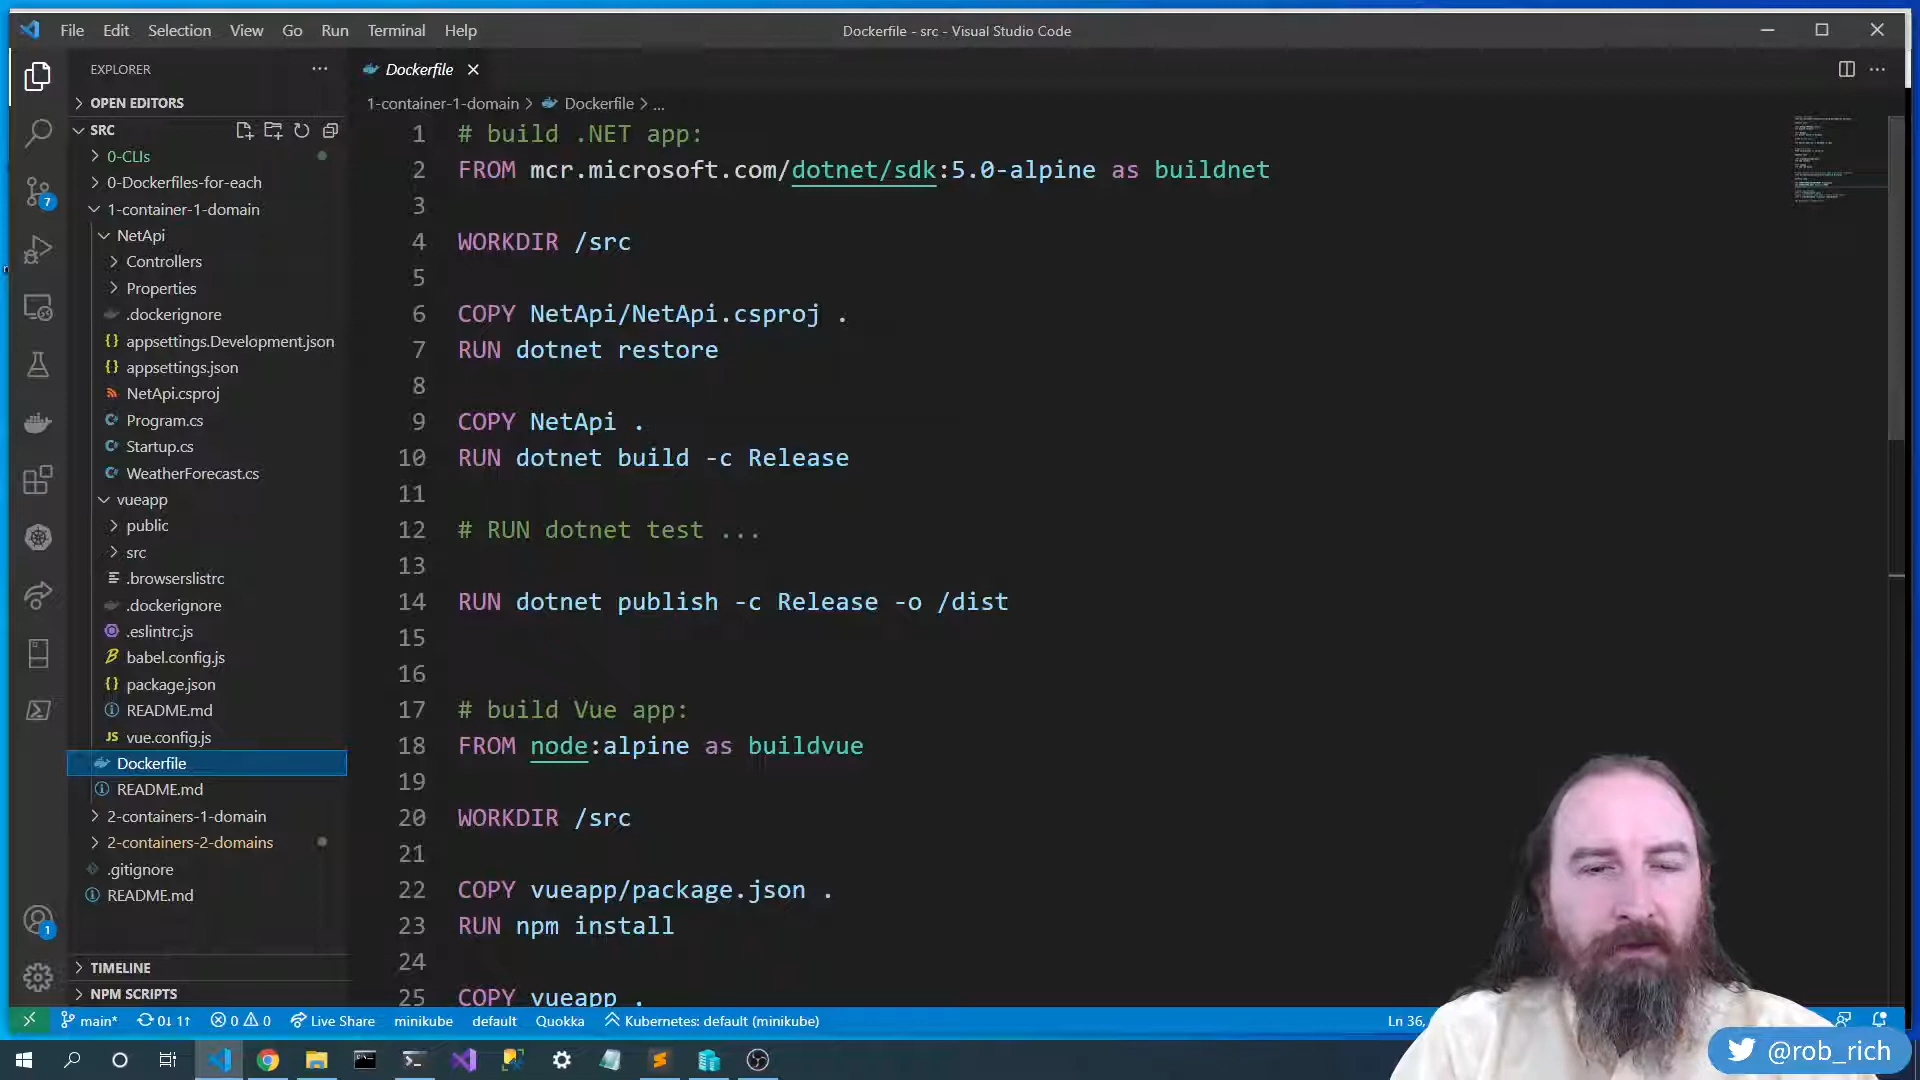 File Edit Selection View Go Run Terminal Help
Dockerfile - src - Visual Studio Code
EXPLORER
OPEN EDITORS
SRC
0-CLIs
0-Dockerfiles-for-each
1-container-1-domain
NetApi
Controllers
Properties
.dockerignore
appsettings.Development.json
appsettings.json
NetApi.csproj
Program.cs
Startup.cs
WeatherForecast.cs
vueapp
public
src
.browserslistrc
.dockerignore
.eslintrc.js
babel.config.js
package.json
README.md
vue.config.js
Dockerfile
README.md
2-containers-1-domain
2-containers-2-domains
.gitignore
README.md
TIMELINE
NPM SCRIPTS
7
1
Dockerfile
1-container-1-domain > Dockerfile > ...
1 # build .NET app:
2 FROM mcr.microsoft.com/dotnet/sdk:5.0-alpine as buildnet
3
4 WORKDIR /src
5
6 COPY NetApi/NetApi.csproj .
7 RUN dotnet restore
8
9 COPY NetApi .
10 RUN dotnet build -c Release
11
12 # RUN dotnet test ...
13
14 RUN dotnet publish -c Release -o /dist
15
16
17 # build Vue app:
18 FROM node:alpine as buildvue
19
20 WORKDIR /src
21
22 COPY vueapp/package.json .
23 RUN npm install
24
25 COPY vueapp .
main* 0↓ 1↑ 0 0 Live Share minikube default Quokka Kubernetes: default (minikube) Ln 36,
@rob_rich